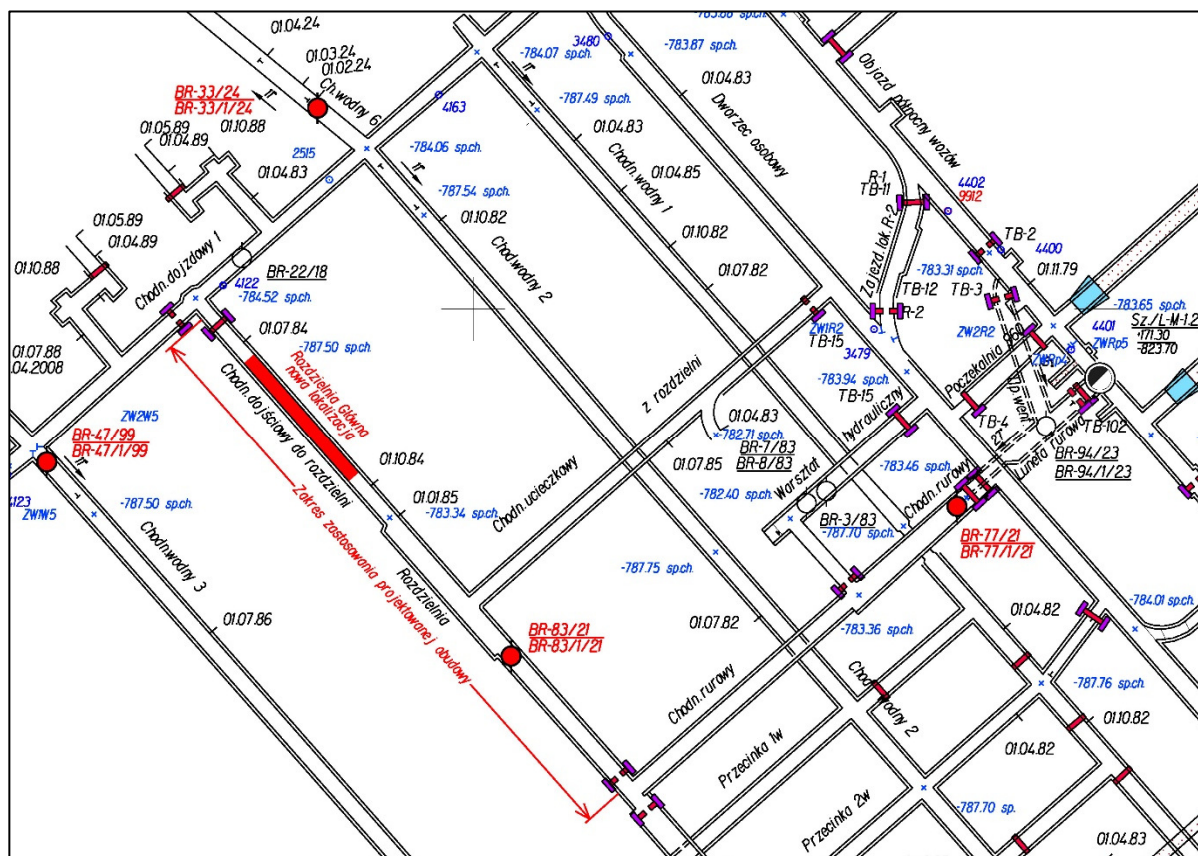 01.04.24
01.03.24
01.02.24
BR-33/24
BR-33/1/24
Ch.wodny 6
3480
-784.07 sp.ch.
-783.88 sp.ch.
-783.87 sp.ch.
Objazd północny wozów
-787.49 sp.ch.
4163
01.05.89
01.04.89
01.10.88
01.04.83
2515
-784.06 sp.ch.
-787.54 sp.ch.
01.04.83
01.04.85
Dworzec osobowy
Chodn.wodny 1
R-1
TB-11
4402
9912
01.05.89
01.04.89
01.10.88
Chodn.dojzdowy 1
BR-22/18
01.10.82
01.10.82
Zajezd.lok.R-2
TB-2
4400
-783.31 sp.ch.
01.11.79
4122
-784.52 sp.ch.
Chod.wodny 2
01.07.82
TB-12
TB-3
R-2
-783.65 sp.ch.
01.07.84
-787.50 sp.ch.
ZW1R2
TB-15
3479
ZW2R2
4401
Sz."L-M-1.2
-171.30
-823.70
ZWRp5
ZWRp4
01.07.88
.04.2008
Rozdzielnia Główna
nowa lokalizacja
z rozdzielni
-783.94 sp.ch.
Poczekalnia
TB-15
hydrauliczny
01.04.83
-782.71 sp.ch.
BR-7/83
BR-8/83
TB-4
TB-102
ZW2W5
BR-47/99
BR-47/1/99
Chodn.dojściowy do rozdzielni
01.10.84
01.07.85
-783.46 sp.ch.
BR-94/23
BR-94/1/23
Luneta rurowa
4123
ZW1W5
-787.50 sp.ch.
01.01.85
-783.34 sp.ch.
Chodn.ucieczkowy
-782.40 sp.ch.
Warsztat
Chodn.rurowy
BR-3/83
-787.70 sp.ch.
BR-77/21
BR-77/1/21
Chodn.wodny 3
Zakres zastosowania projektowanej obudowy
Rozdzielnia
-787.75 sp.ch.
01.07.86
01.07.82
-783.36 sp.ch.
01.04.82
-784.01 sp.ch.
BR-83/21
BR-83/1/21
Chodn.rurowy
Chod.wodny 2
-787.76 sp.ch.
01.10.82
01.04.82
Przecinka 1w
Przecinka 2w
-787.70 sp.
01.04.83